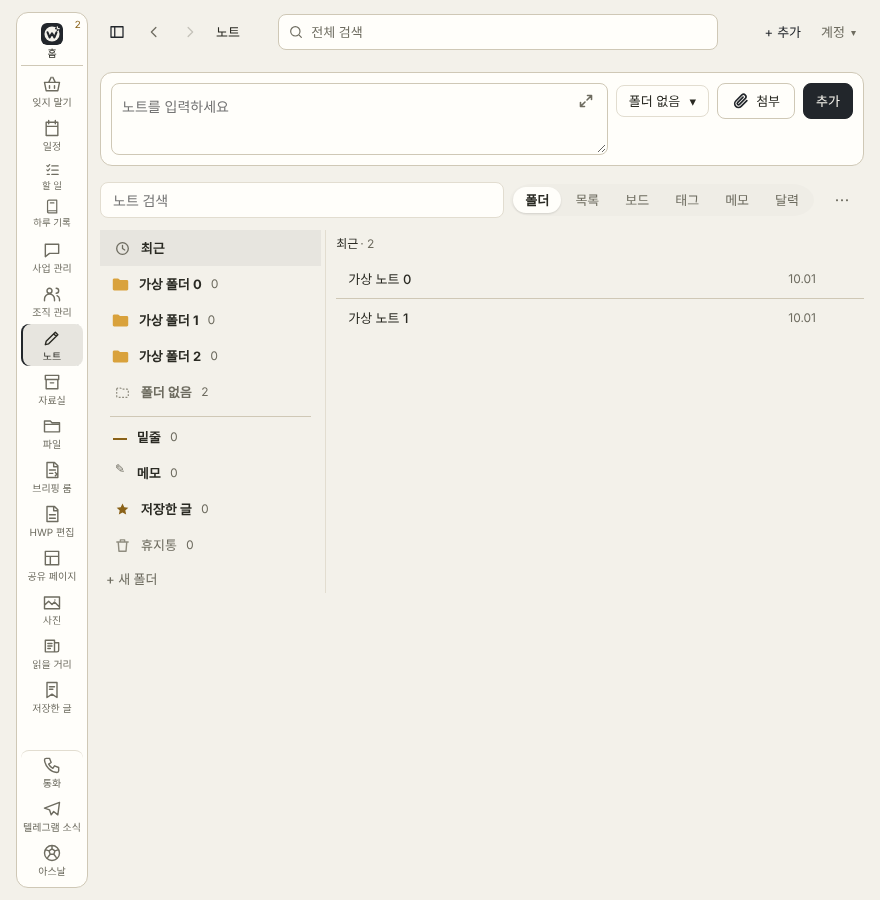 2
홈
잊지 말기
일정
할 일
하루 기록
사업 관리
조직 관리
노트
자료실
파일
브리핑 룸
HWP 편집
공유 페이지
사진
읽을 거리
저장한 글
통화
텔레그램 소식
아스날
노트
전체 검색
+ 추가
계정 ▾
노트를 입력하세요
폴더 없음 ▾
첨부
추가
노트 검색
폴더 목록 보드 태그 메모 달력 ...
최근
가상 폴더 0 0
가상 폴더 1 0
가상 폴더 2 0
폴더 없음 2
밑줄 0
메모 0
저장한 글 0
휴지통 0
+ 새 폴더
최근 · 2
가상 노트 0 10.01
가상 노트 1 10.01